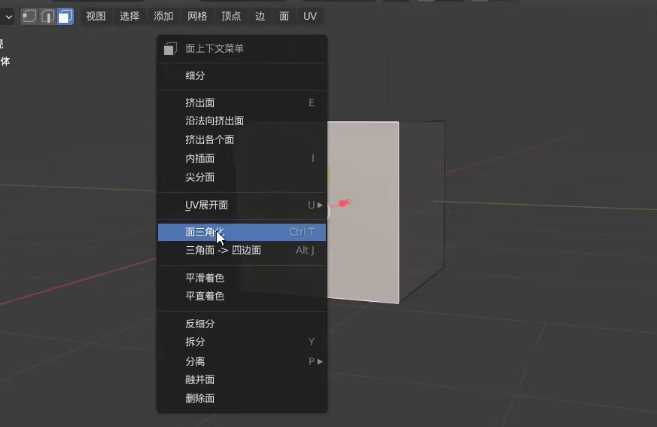 视图 选择 添加 网格 顶点 边 面 UV
体
面上下文菜单
细分
挤出面 E
沿法向挤出面
挤出各个面
内插面 I
尖分面
UV展开面 U
面三角化 Ctrl T
三角面 -> 四边面 Alt J
平滑着色
平直着色
反细分
拆分 Y
分离 P
融并面
删除面